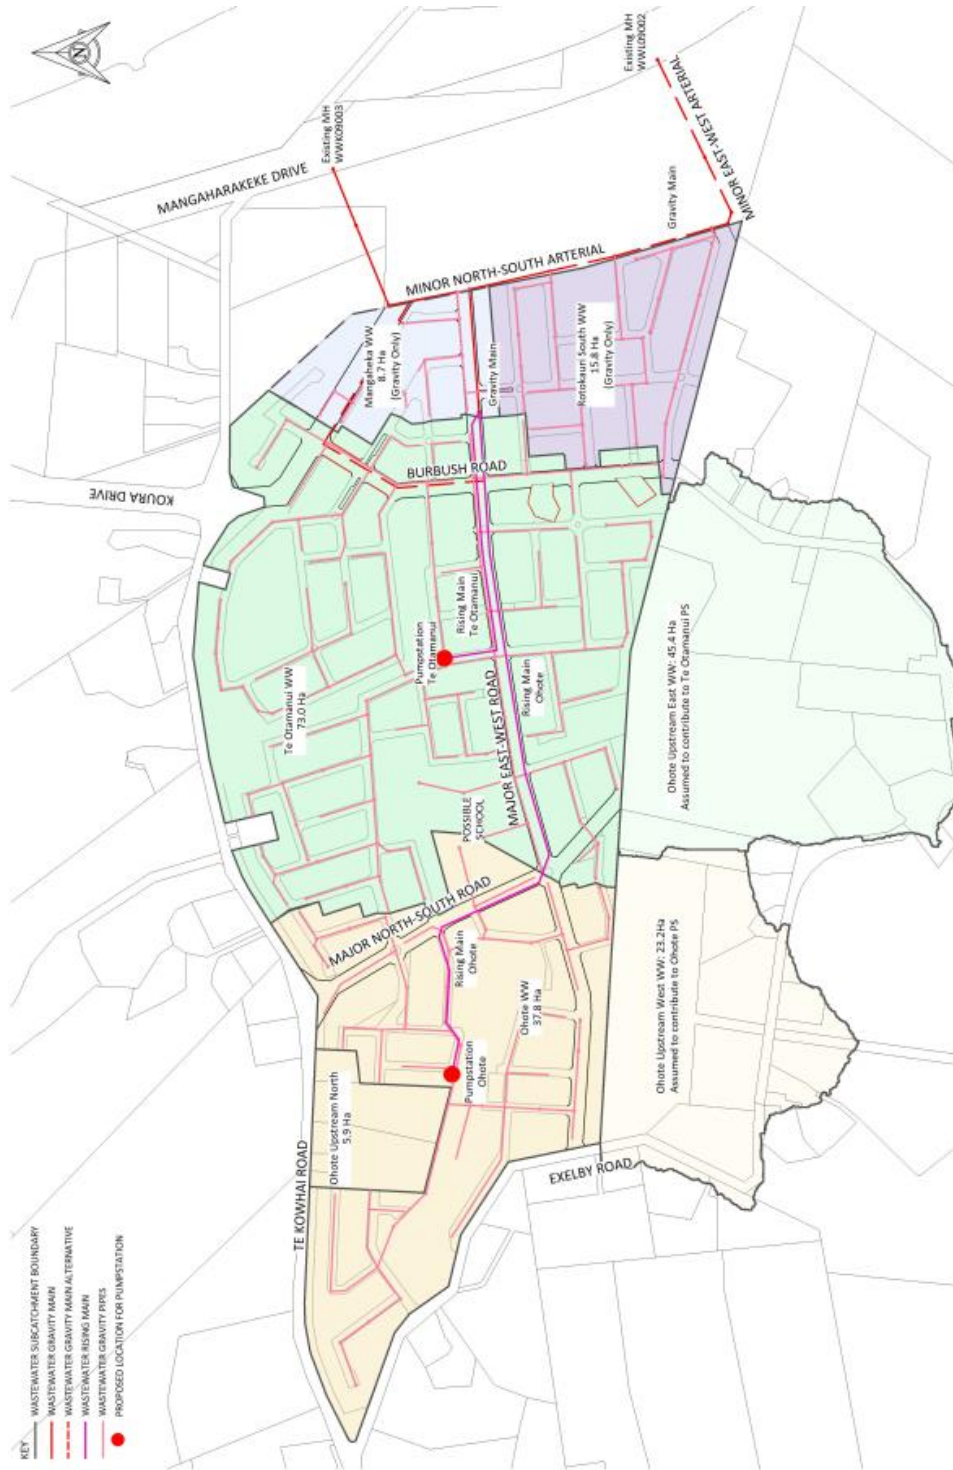 KEY
WASTEWATER SUBCATCHMENT BOUNDARY
WASTEWATER GRAVITY MAIN
WASTEWATER GRAVITY MAIN ALTERNATIVE
WASTEWATER RISING MAIN
WASTEWATER GRAVITY PIPES
PROPOSED LOCATION FOR PUMPSTATION
N
TE KOWHAI ROAD
Ohote Upstream North
5.9 Ha
EXELBY ROAD
Pumpstation
Ohote
Rising Main
Ohote
Ohote WW
37.8 Ha
Ohote Upstream West WW: 23.2Ha
Assumed to contribute to Ohote PS
MAJOR NORTH-SOUTH ROAD
POSSIBLE
SCHOOL
MAJOR EAST-WEST ROAD
Te Otamanui WW
73.0 Ha
Pumpstation
Te Otamanui
Rising Main
Te Otamanui
Rising Main
Ohote
Ohote Upstream East WW: 45.4 Ha
Assumed to contribute to Te Otamanui PS
KOURA DRIVE
BURBUSH ROAD
Mangaheka WW
8.7 Ha
(Gravity Only)
Gravity Main
Rotokauri South WW
15.8 Ha
(Gravity Only)
MINOR NORTH-SOUTH ARTERIAL
Gravity Main
MANGAHARAKEKE DRIVE
Existing MH
WWK09003
MINOR EAST-WEST ARTERIAL
Existing MH
WWL09002